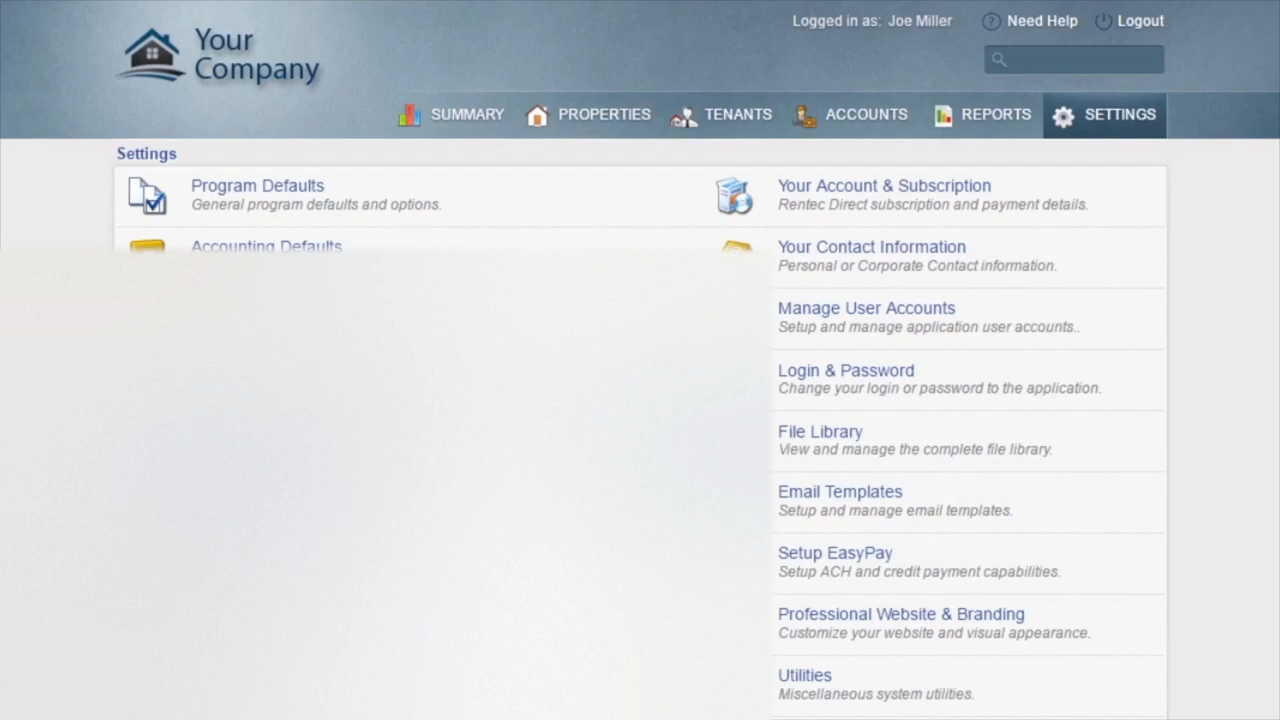 Your
Company
Logged in as: Joe Miller
Need Help
Logout
SUMMARY
PROPERTIES
TENANTS
ACCOUNTS
REPORTS
SETTINGS
Settings
Program Defaults
General program defaults and options.
Your Account & Subscription
Rentec Direct subscription and payment details.
Accounting Defaults
Your Contact Information
Personal or Corporate Contact information.
Manage User Accounts
Setup and manage application user accounts..
Login & Password
Change your login or password to the application.
File Library
View and manage the complete file library.
Email Templates
Setup and manage email templates.
Setup EasyPay
Setup ACH and credit payment capabilities.
Professional Website & Branding
Customize your website and visual appearance.
Utilities
Miscellaneous system utilities.